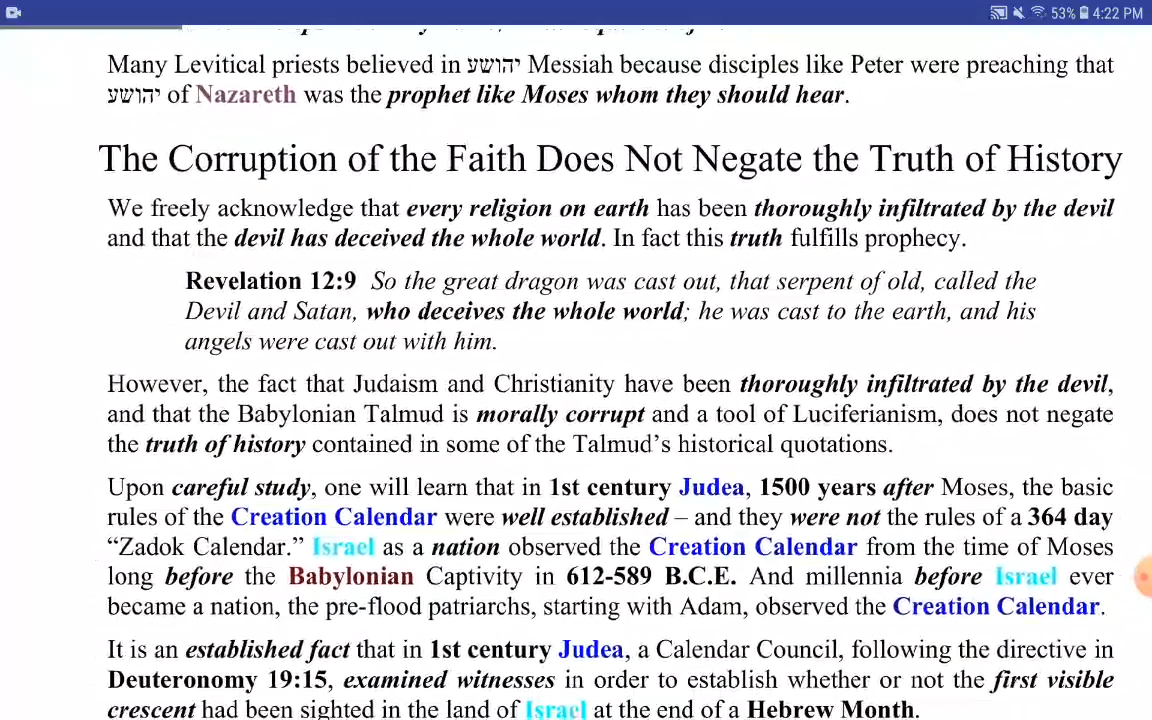 53% 4:22 PM
Many Levitical priests believed in יהושע Messiah because disciples like Peter were preaching that
יהושע of Nazareth was the prophet like Moses whom they should hear.
The Corruption of the Faith Does Not Negate the Truth of History
We freely acknowledge that every religion on earth has been thoroughly infiltrated by the devil
and that the devil has deceived the whole world. In fact this truth fulfills prophecy.
Revelation 12:9 So the great dragon was cast out, that serpent of old, called the
Devil and Satan, who deceives the whole world; he was cast to the earth, and his
angels were cast out with him.
However, the fact that Judaism and Christianity have been thoroughly infiltrated by the devil,
and that the Babylonian Talmud is morally corrupt and a tool of Luciferianism, does not negate
the truth of history contained in some of the Talmud's historical quotations.
Upon careful study, one will learn that in 1st century Judea, 1500 years after Moses, the basic
rules of the Creation Calendar were well established – and they were not the rules of a 364 day
“Zadok Calendar.” Israel as a nation observed the Creation Calendar from the time of Moses
long before the Babylonian Captivity in 612-589 B.C.E. And millennia before Israel ever
became a nation, the pre-flood patriarchs, starting with Adam, observed the Creation Calendar.
It is an established fact that in 1st century Judea, a Calendar Council, following the directive in
Deuteronomy 19:15, examined witnesses in order to establish whether or not the first visible
crescent had been sighted in the land of Israel at the end of a Hebrew Month.